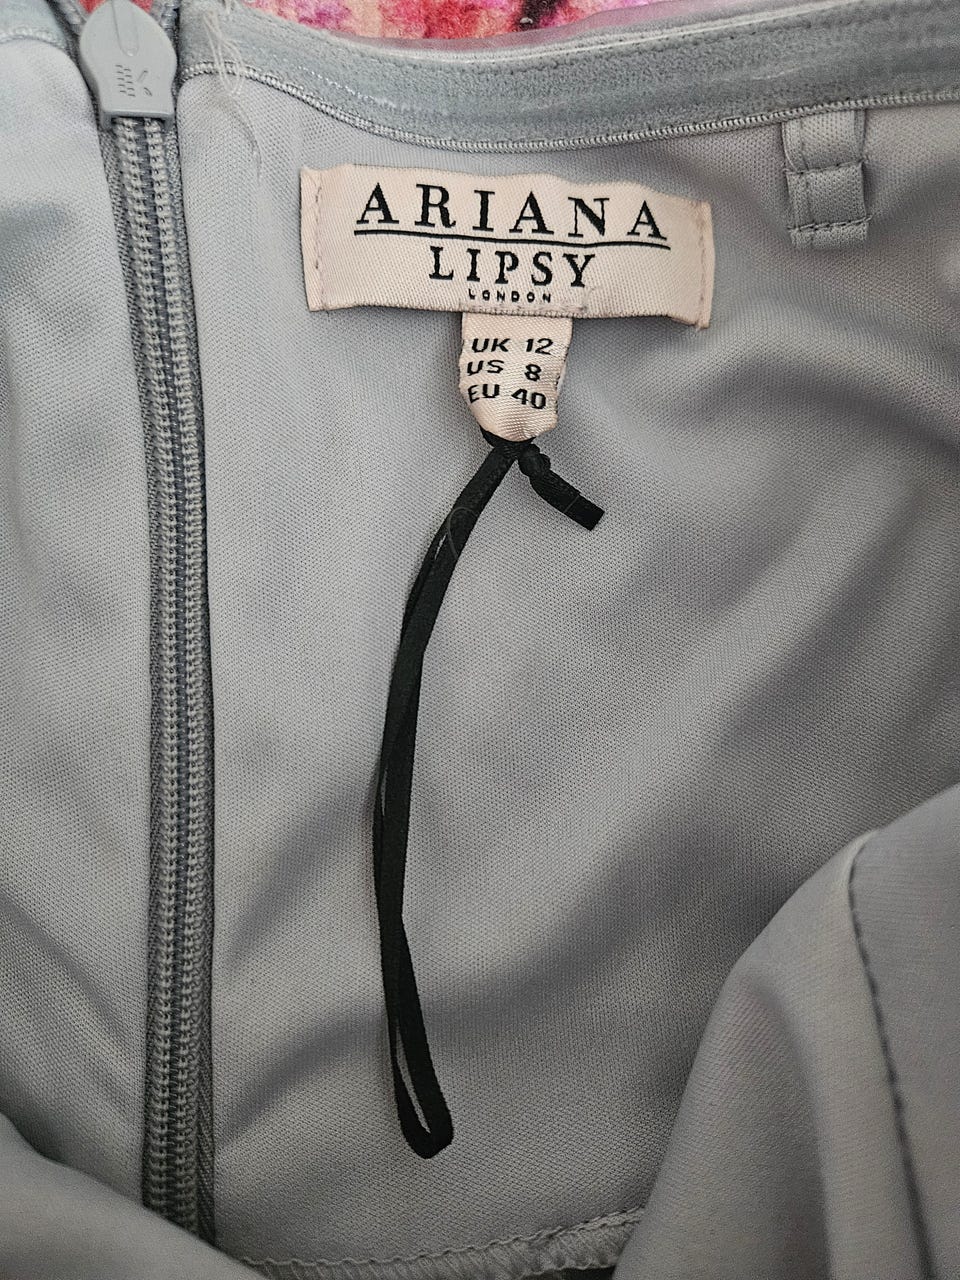 ARIANA
LIPSY
LONDON
UK 12
US 8
EU 40